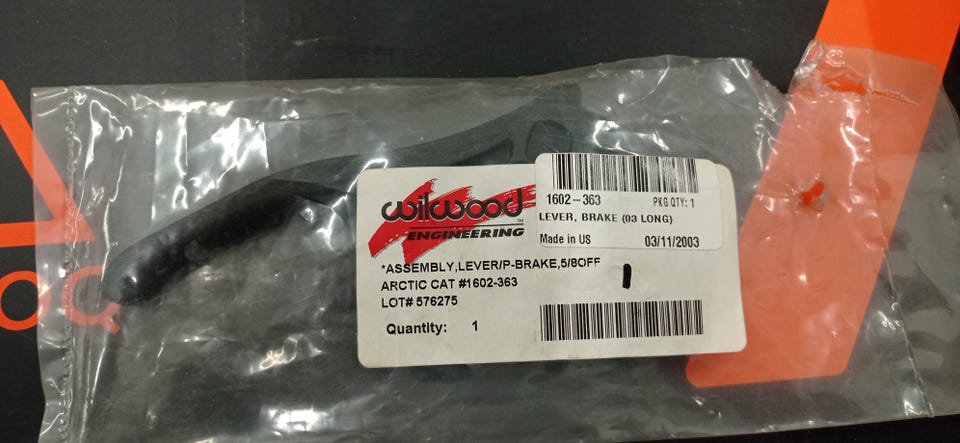 wilwood
TM
ENGINEERING
1602-363 PKG QTY: 1
LEVER, BRAKE (03 LONG)
Made in US 03/11/2003
*ASSEMBLY,LEVER/P-BRAKE,5/8OFF
ARCTIC CAT #1602-363
LOT# 576275
Quantity: 1